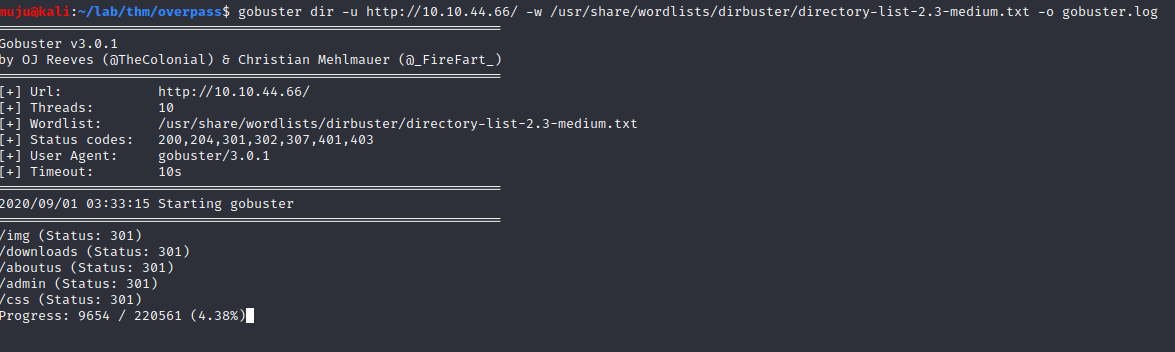 muju@kali:~/lab/thm/overpass$ gobuster dir -u http://10.10.44.66/ -w /usr/share/wordlists/dirbuster/directory-list-2.3-medium.txt -o gobuster.log
===============================================================
Gobuster v3.0.1
by OJ Reeves (@TheColonial) & Christian Mehlmauer (@_FireFart_)
===============================================================
[+] Url:            http://10.10.44.66/
[+] Threads:        10
[+] Wordlist:       /usr/share/wordlists/dirbuster/directory-list-2.3-medium.txt
[+] Status codes:   200,204,301,302,307,401,403
[+] User Agent:     gobuster/3.0.1
[+] Timeout:        10s
===============================================================
2020/09/01 03:33:15 Starting gobuster
===============================================================
/img (Status: 301)
/downloads (Status: 301)
/aboutus (Status: 301)
/admin (Status: 301)
/css (Status: 301)
Progress: 9654 / 220561 (4.38%)